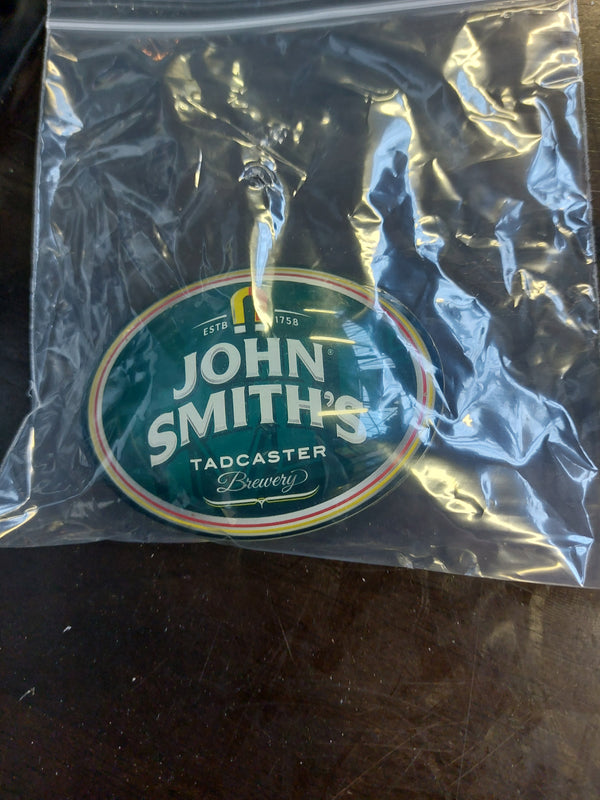 ESTB 1758
JOHN
SMITH'S
TADCASTER
Brewery